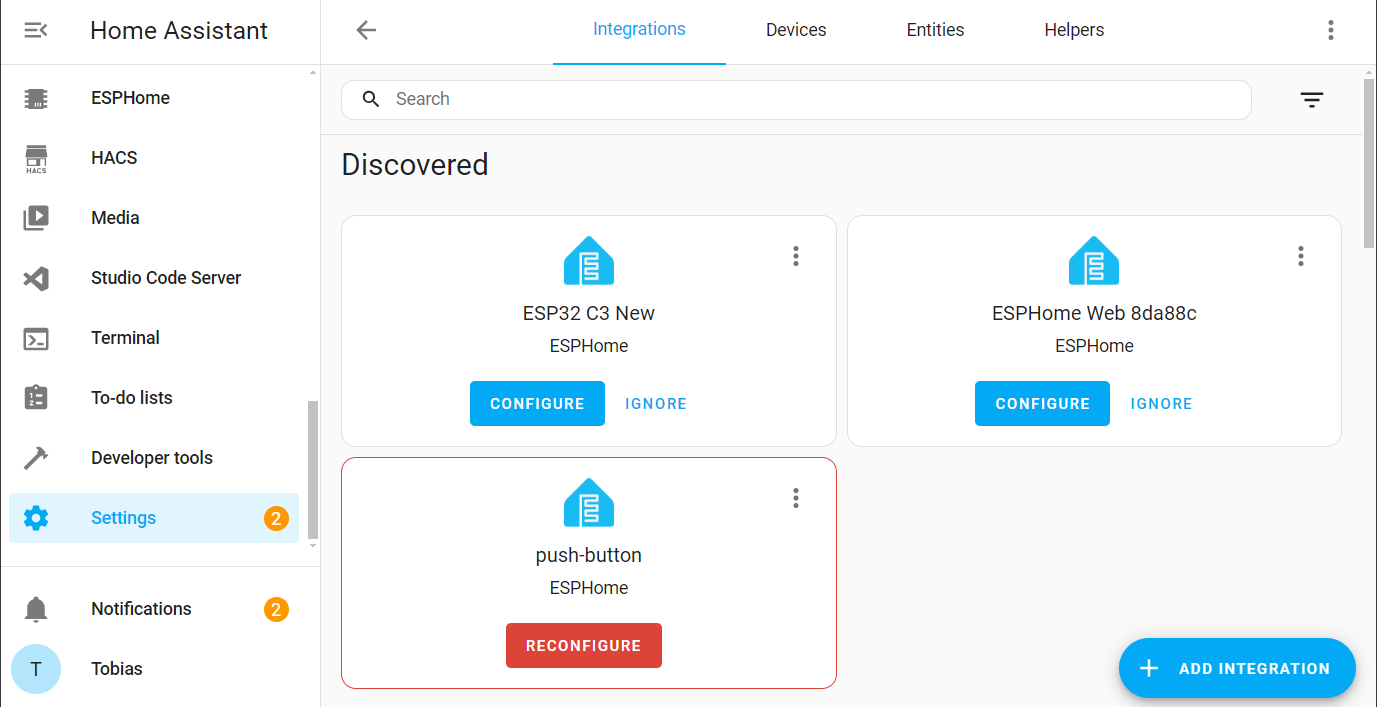 Home Assistant
ESPHome
HACS
HACS
Media
Studio Code Server
Terminal
To-do lists
Developer tools
Settings 2
Notifications 2
T Tobias
Integrations Devices Entities Helpers
Search
Discovered
ESP32 C3 New
ESPHome
CONFIGURE IGNORE
ESPHome Web 8da88c
ESPHome
CONFIGURE IGNORE
push-button
ESPHome
RECONFIGURE
ADD INTEGRATION